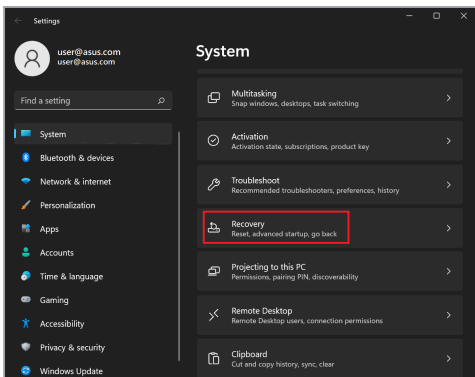 Settings
user@asus.com
user@asus.com
Find a setting
System
Bluetooth & devices
Network & internet
Personalization
Apps
Accounts
Time & language
Gaming
Accessibility
Privacy & security
Windows Update
System
Multitasking
Snap windows, desktops, task switching
Activation
Activation state, subscriptions, product key
Troubleshoot
Recommended troubleshooters, preferences, history
Recovery
Reset, advanced startup, go back
Projecting to this PC
Permissions, pairing PIN, discoverability
Remote Desktop
Remote Desktop users, connection permissions
Clipboard
Cut and copy history, sync, clear